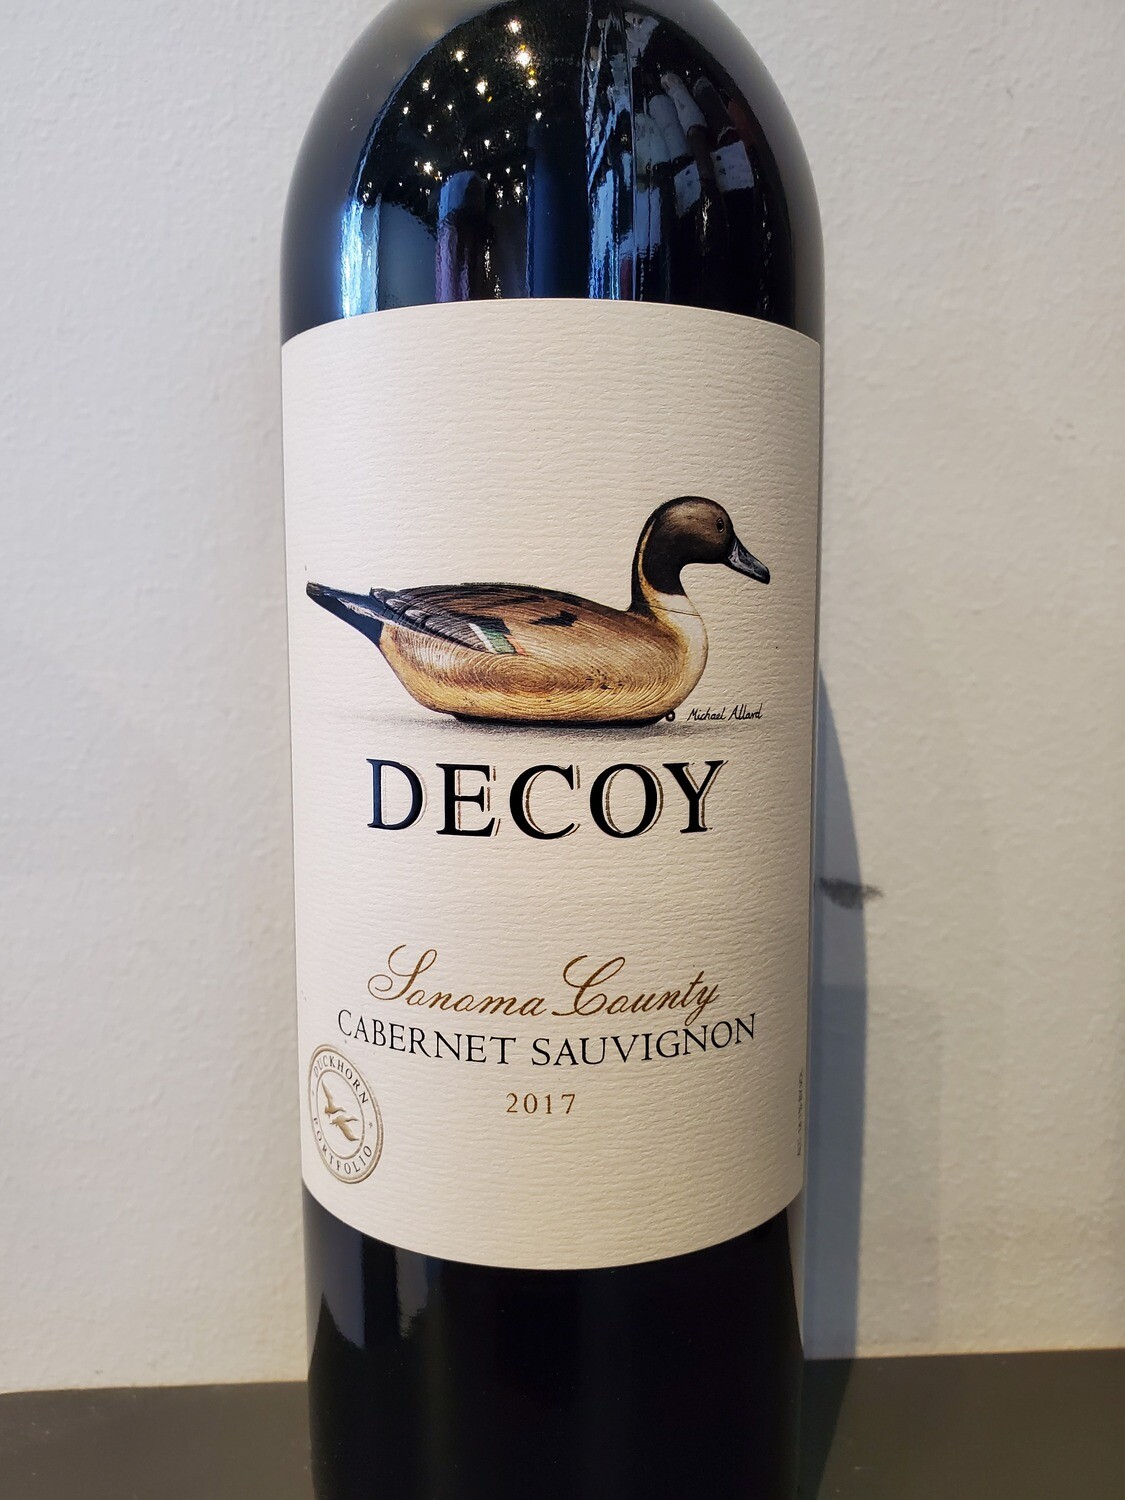 Michael Allard
DECOY
Sonoma County
CABERNET SAUVIGNON
2017
DUCKHORN
PORTFOLIO